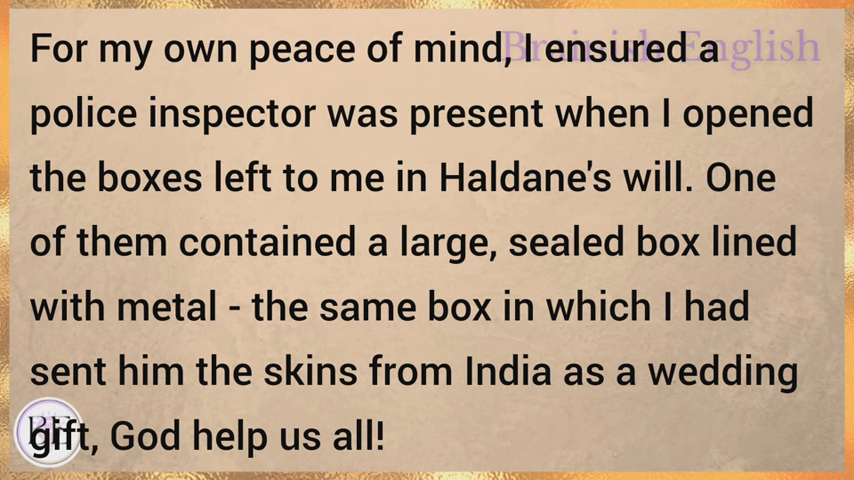 Brainish English
For my own peace of mind, I ensured a
police inspector was present when I opened
the boxes left to me in Haldane's will. One
of them contained a large, sealed box lined
with metal - the same box in which I had
sent him the skins from India as a wedding
gift, God help us all!